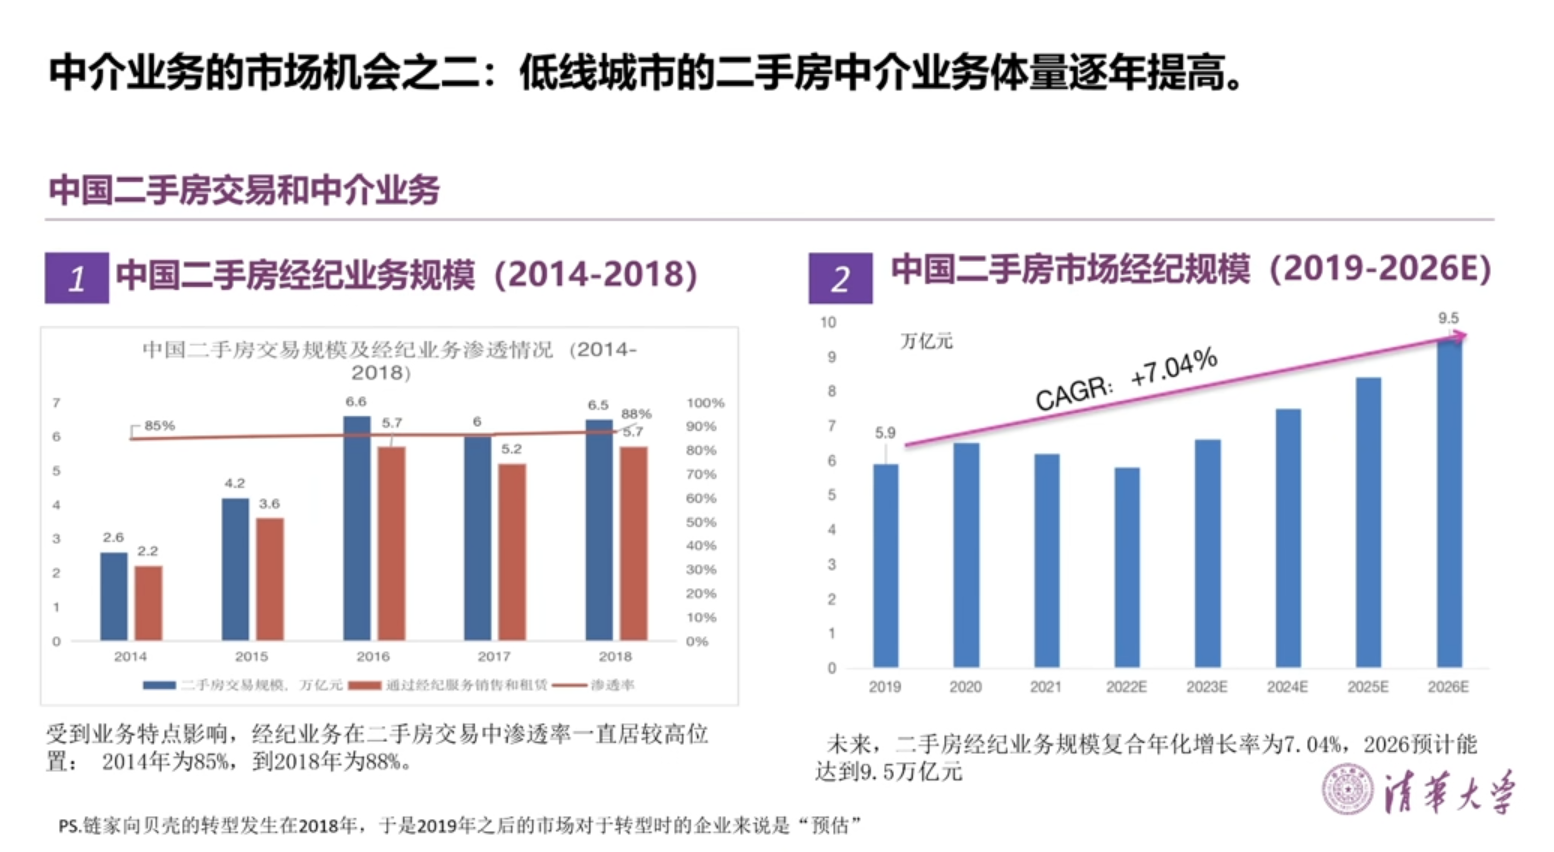 中介业务的市场机会之二：低线城市的二手房中介业务体量逐年提高。
中国二手房交易和中介业务
1 中国二手房经纪业务规模（2014-2018）
中国二手房交易规模及经纪业务渗透情况（2014-
2018）
7
6
5
4
3
2
1
0
100%
90%
80%
70%
60%
50%
40%
30%
20%
10%
0%
85%
88%
2.6
2.2
4.2
3.6
6.6
5.7
6
5.2
6.5
5.7
2014 2015 2016 2017 2018
二手房交易规模，万亿元 通过经纪服务销售和租赁 渗透率
受到业务特点影响，经纪业务在二手房交易中渗透率一直居较高位
置： 2014年为85%，到2018年为88%。
2 中国二手房市场经纪规模（2019-2026E）
万亿元
10
9
8
7
6
5
4
3
2
1
0
5.9
CAGR：+7.04%
9.5
2019 2020 2021 2022E 2023E 2024E 2025E 2026E
未来，二手房经纪业务规模复合年化增长率为7.04%，2026预计能
达到9.5万亿元
清华大学
PS.链家向贝壳的转型发生在2018年，于是2019年之后的市场对于转型时的企业来说是“预估”